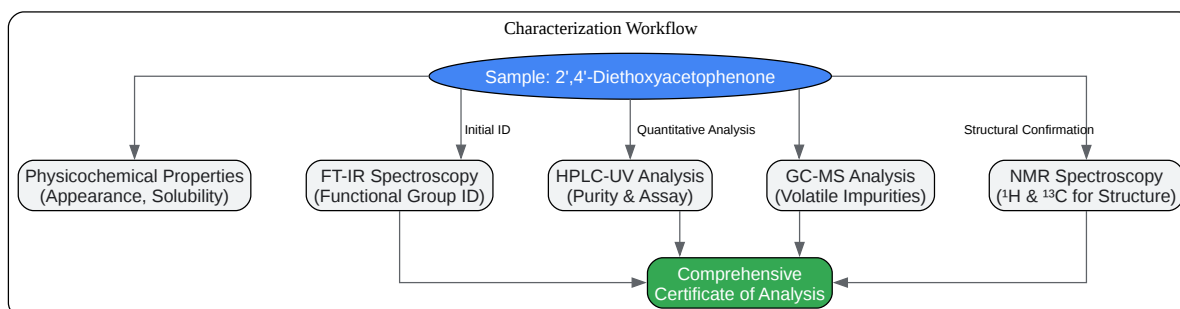 Characterization Workflow
Sample: 2',4'-Diethoxyacetophenone
Initial ID
Quantitative Analysis
Structural Confirmation
Physicochemical Properties
(Appearance, Solubility)
FT-IR Spectroscopy
(Functional Group ID)
HPLC-UV Analysis
(Purity & Assay)
GC-MS Analysis
(Volatile Impurities)
NMR Spectroscopy
(¹H & ¹³C for Structure)
Comprehensive
Certificate of Analysis